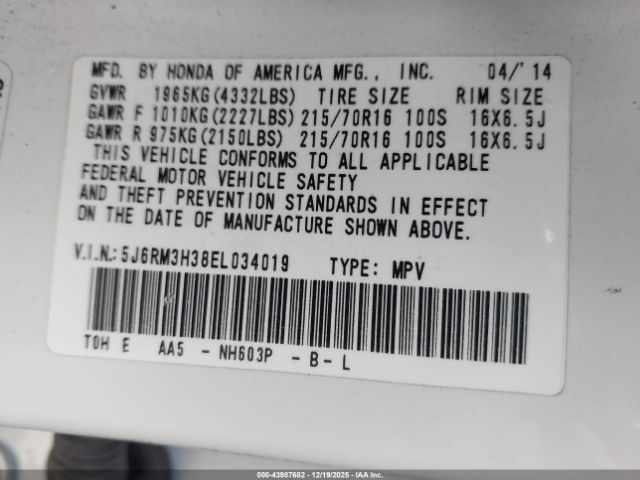 MFD. BY HONDA OF AMERICA MFG., INC. 04/'14
GVWR 1965KG(4332LBS) TIRE SIZE RIM SIZE
GAWR F 1010KG(2227LBS) 215/70R16 100S 16X6.5J
GAWR R 975KG(2150LBS) 215/70R16 100S 16X6.5J
THIS VEHICLE CONFORMS TO ALL APPLICABLE
FEDERAL MOTOR VEHICLE SAFETY
AND THEFT PREVENTION STANDARDS IN EFFECT
ON THE DATE OF MANUFACTURE SHOWN ABOVE.
V.I.N.: 5J6RM3H38EL034019 TYPE: MPV
TOH E AA5 - NH603P - B - L
000-43987682 - 12/19/2025 - IAA, Inc. Copyright